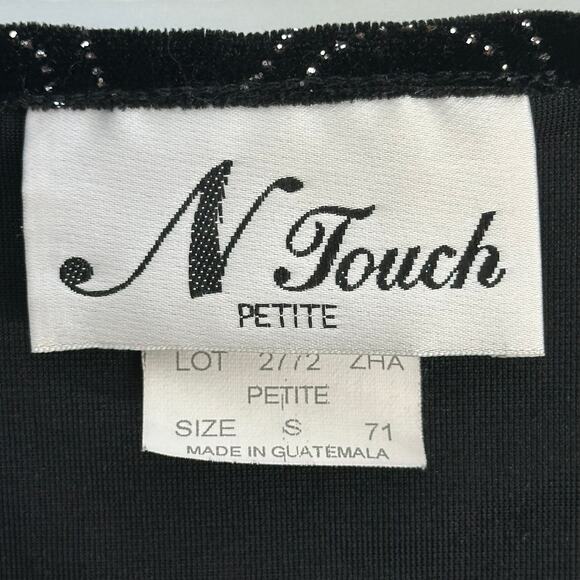 N Touch
PETITE
LOT 2772 ZHA
PETITE
SIZE S 71
MADE IN GUATEMALA